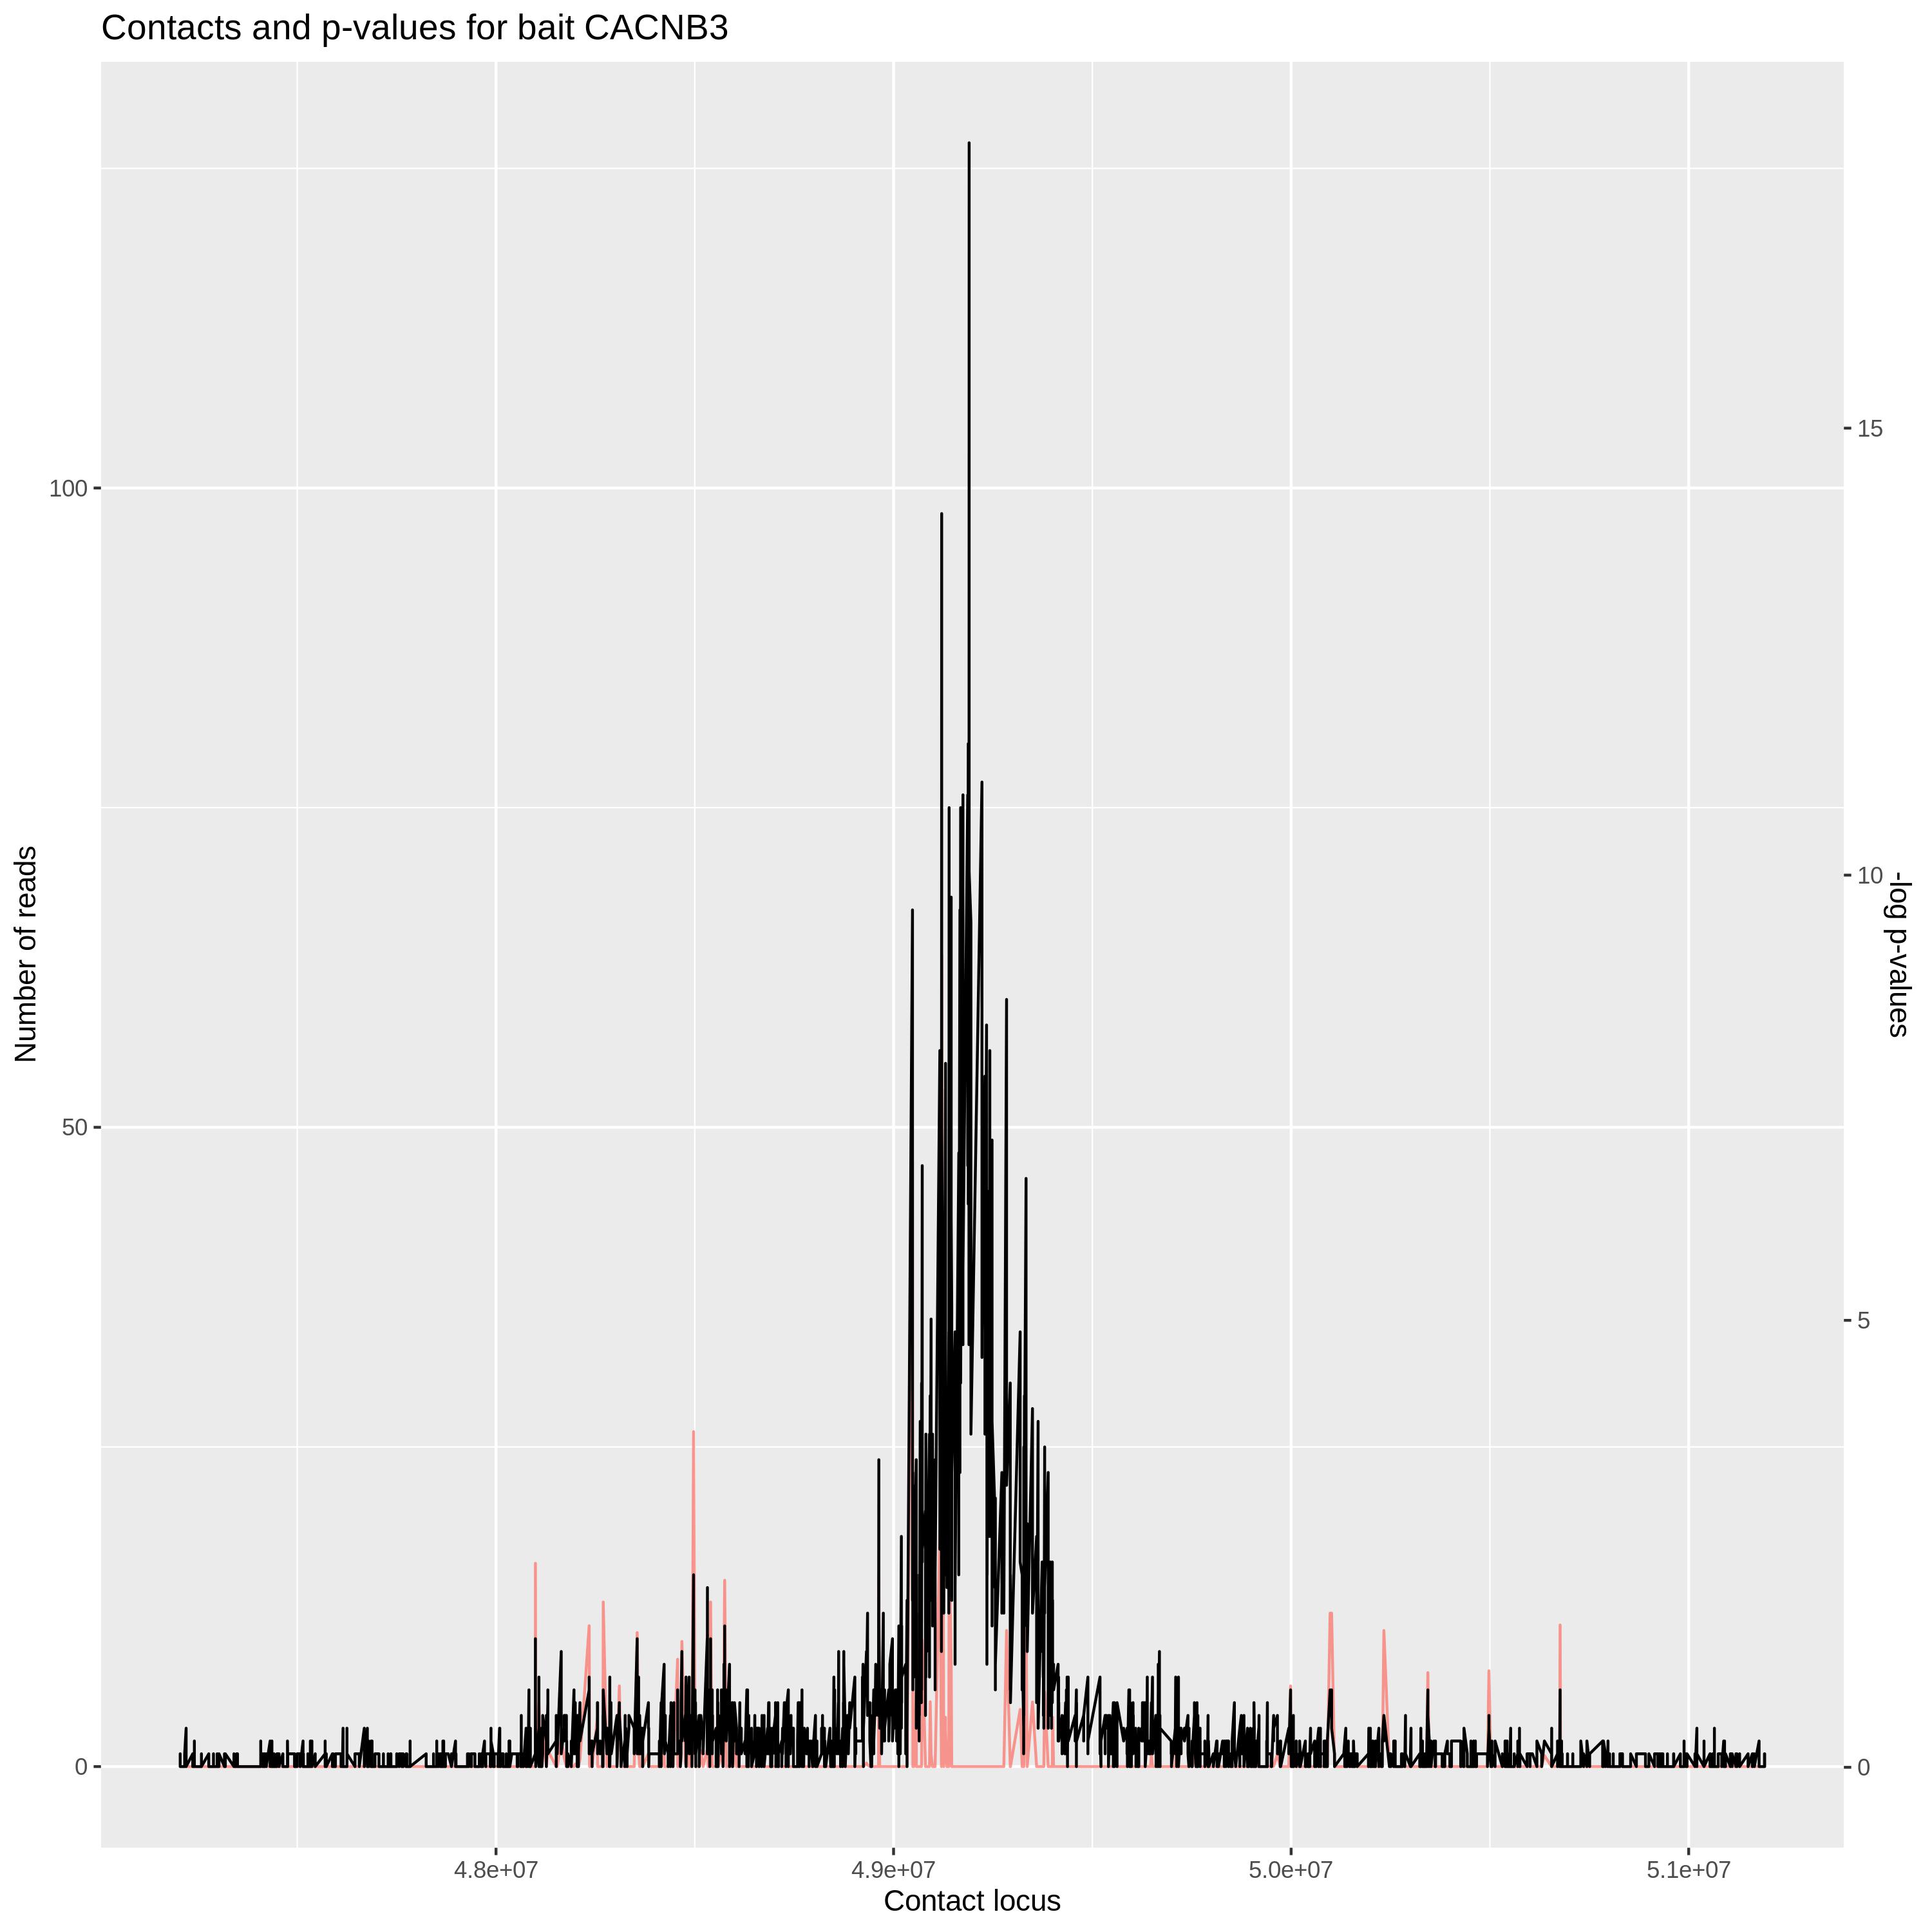 Contacts and p-values for bait CACNB3
100
50
0
Number of reads
15
10
5
0
-log p-values
4.8e+07
4.9e+07
5.0e+07
5.1e+07
Contact locus